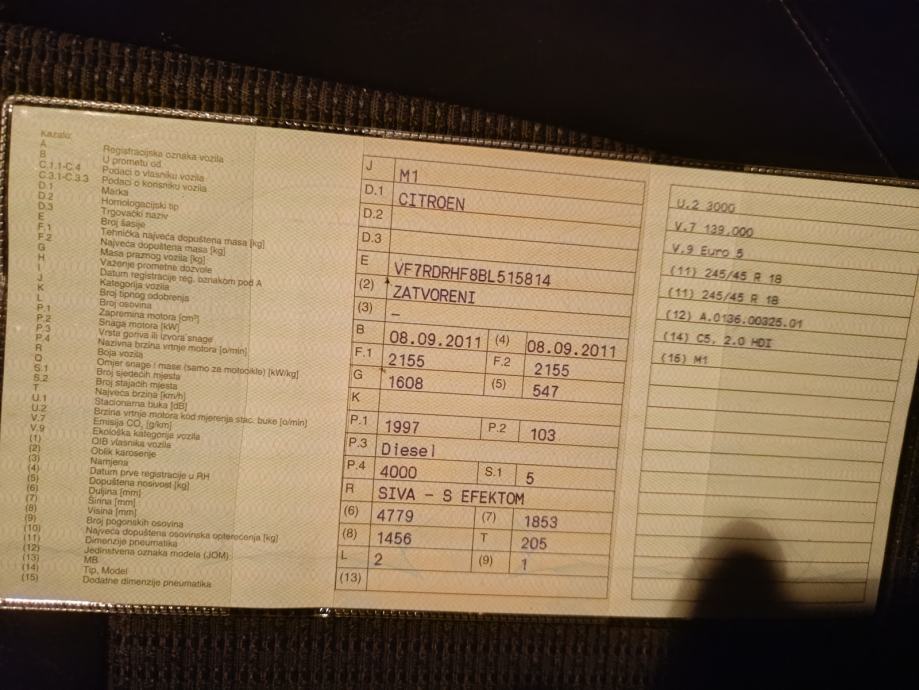 Kazalo:
A Registracijska oznaka vozila
B U prometu od
C.1.1-C.4 Podaci o vlasniku vozila
C.3.1-C.3.3 Podaci o korisniku vozila
D.1 Marka
D.2 Homologacijski tip
D.3 Trgovački naziv
E Broj šasije
F.1 Tehnička najveća dopuštena masa [kg]
F.2 Najveća dopuštena masa [kg]
G Masa praznog vozila [kg]
H Važenje prometne dozvole
I Datum registracije reg. oznakom pod A
J Kategorija vozila
K Broj tipnog odobrenja
L Broj osovina
P.1 Zapremina motora [cm³]
P.2 Snaga motora [kW]
P.3 Vrsta goriva ili izvora snage
P.4 Nazivna brzina vrtnje motora [o/min]
R Boja vozila
Q Omjer snage i mase (samo za motocikle) [kW/kg]
S.1 Broj sjedećih mjesta
S.2 Broj stajaćih mjesta
T Najveća brzina [km/h]
U.1 Stacionarna buka [dB]
U.2 Brzina vrtnje motora kod mjerenja stac. buke [o/min]
V.7 Emisija CO₂ [g/km]
V.9 Ekološka kategorija vozila
(1) OIB vlasnika vozila
(2) Oblik karoserije
(3) Namjena
(4) Datum prve registracije u RH
(5) Dopuštena nosivost [kg]
(6) Duljina [mm]
(7) Širina [mm]
(8) Visina [mm]
(9) Broj pogonskih osovina
(10) Najveća dopuštena osovinska opterećenja [kg]
(11) Dimenzije pneumatika
(12) Jedinstvena oznaka modela (JOM)
(13) MB
(14) Tip, Model
(15) Dodatne dimenzije pneumatika
J M1
D.1 CITROEN
D.2
D.3
E VF7RDRHF8BL515814
(2) ZATVORENI
(3) –
B 08.09.2011 (4) 08.09.2011
F.1 2155 F.2 2155
G 1608 (5) 547
K
P.1 1997 P.2 103
P.3 Diesel
P.4 4000 S.1 5
R SIVA - S EFEKTOM
(6) 4779 (7) 1853
(8) 1456 T 205
L 2 (9) 1
(13)
U.2 3000
V.7 139.000
V.9 Euro 5
(11) 245/45 R 18
(11) 245/45 R 18
(12) A.0136.00325.01
(14) C5, 2.0 HDI
(15) M1